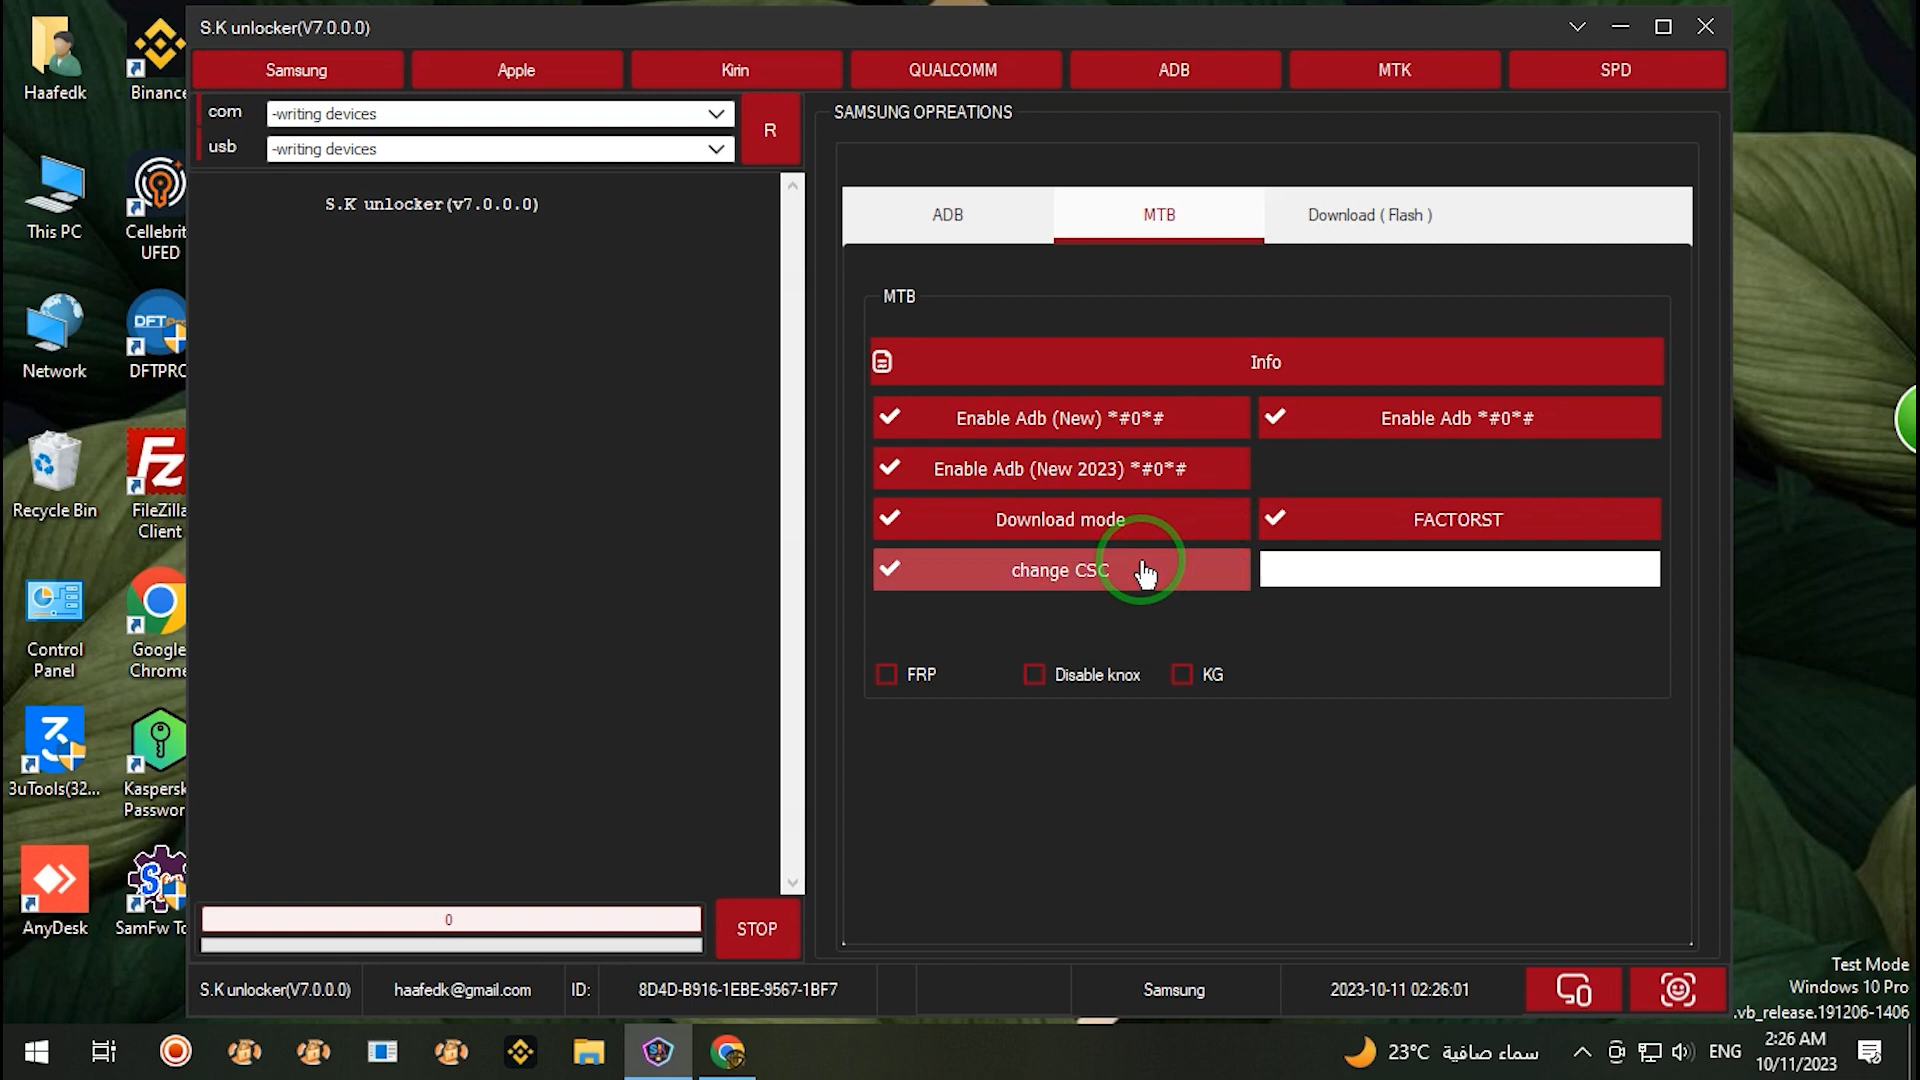 S.K unlocker(V7.0.0.0)
Samsung
Apple
Kirin
QUALCOMM
ADB
MTK
SPD
com
-writing devices
usb
-writing devices
R
S.K unlocker(v7.0.0.0)
SAMSUNG OPREATIONS
ADB
MTB
Download ( Flash )
MTB
Info
Enable Adb (New) *#0*#
Enable Adb *#0*#
Enable Adb (New 2023) *#0*#
Download mode
FACTORST
change CSC
FRP
Disable knox
KG
0
STOP
S.K unlocker(V7.0.0.0)
haafedk@gmail.com
ID:
8D4D-B916-1EBE-9567-1BF7
Samsung
2023-10-11 02:26:01
Haafedk
Binance
This PC
Cellebrit
UFED
Network
DFTPRO
Recycle Bin
FileZilla
Client
Control
Panel
Google
Chrome
3uTools(32...
Kaspersk
Passwor
AnyDesk
SamFw To
Test Mode
Windows 10 Pro
.vb_release.191206-1406
23°C سماء صافية
ENG
2:26 AM
10/11/2023